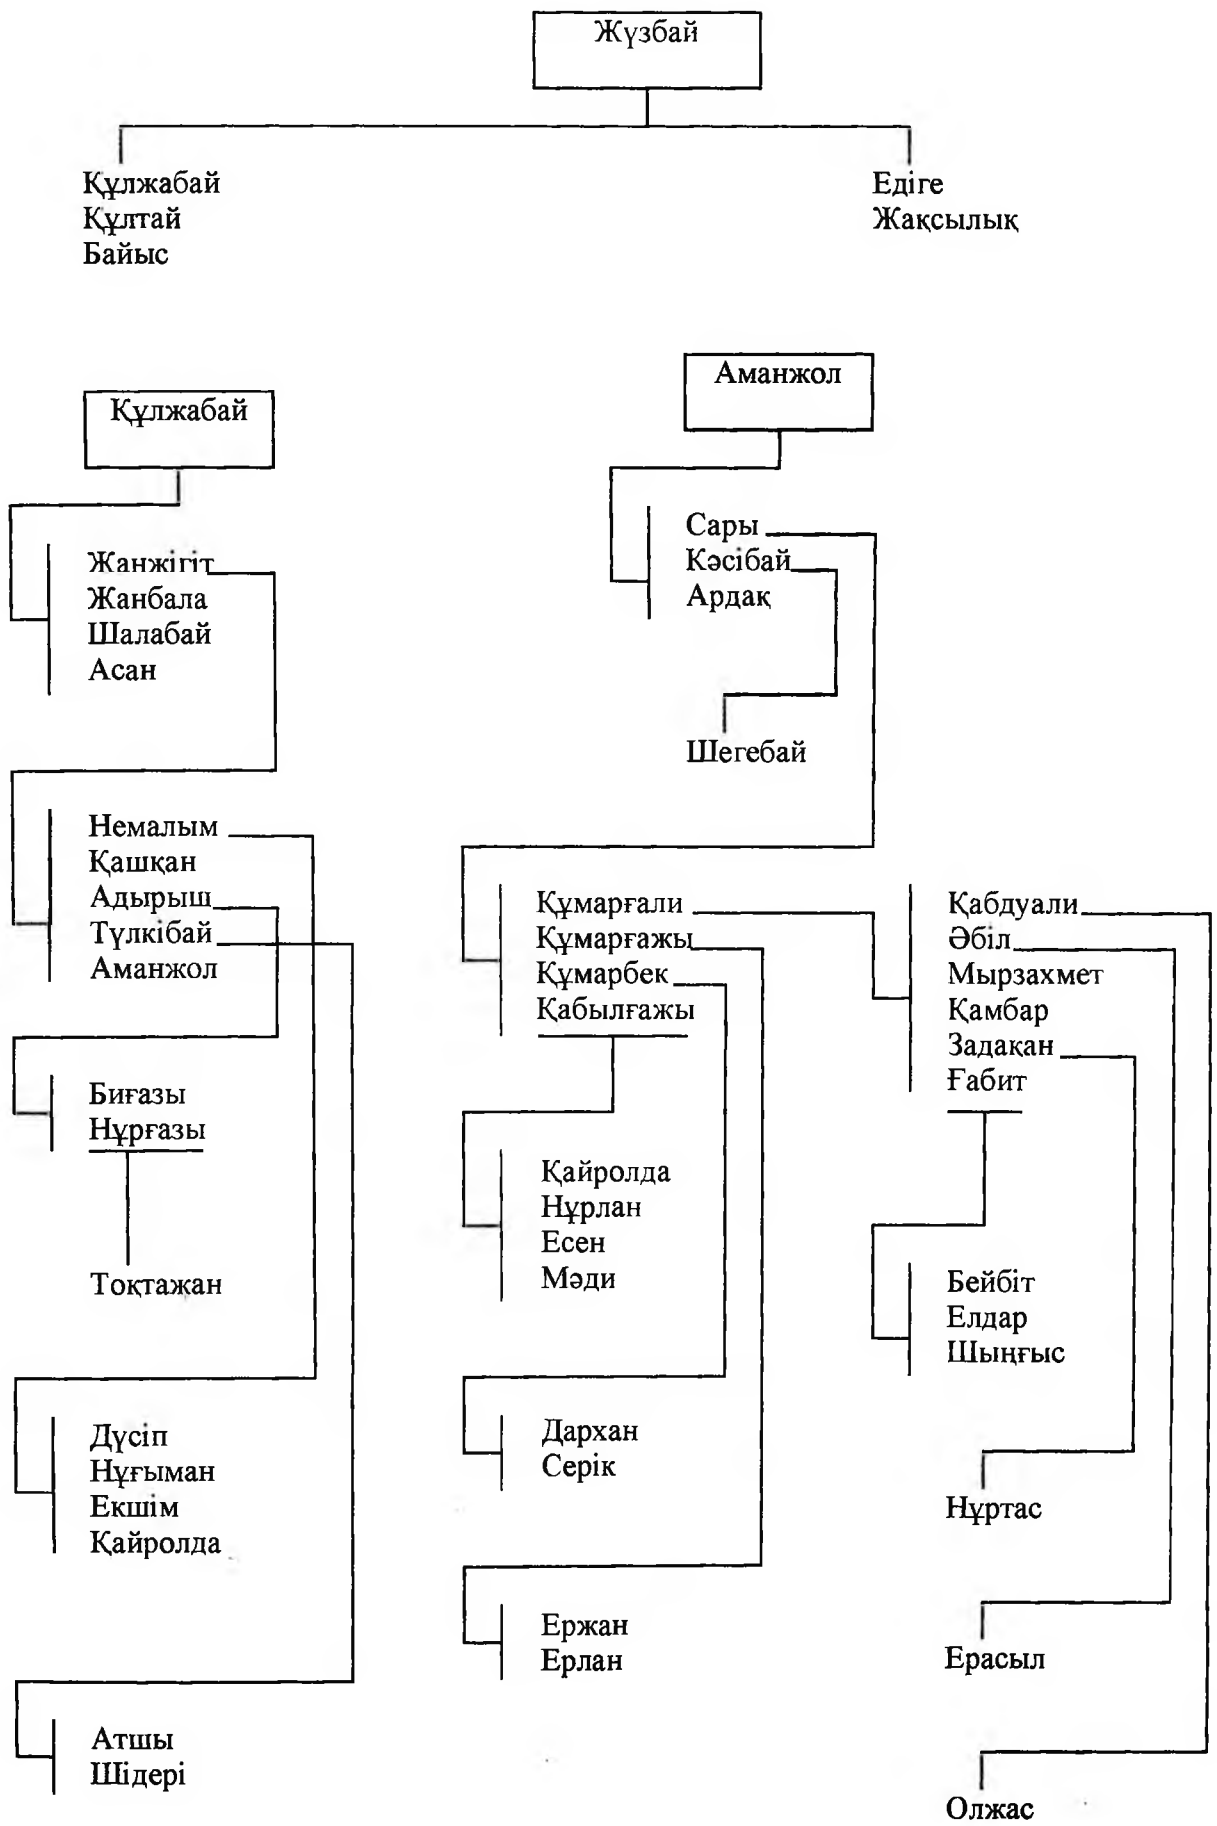 Жүзбай
Құлжабай
Құлтай
Байыс
Едіге
Жақсылық
Құлжабай
Жанжігіт
Жанбала
Шалабай
Асан
Немалым
Қашқан
Адырыш
Түлкібай
Аманжол
Биғазы
Нұрғазы
Тоқтажан
Дүсіп
Нұғыман
Екшім
Қайролда
Атшы
Шідері
Аманжол
Сары
Кәсібай
Ардақ
Шегебай
Құмарғали
Құмарғажы
Құмарбек
Қабылғажы
Қайролда
Нұрлан
Есен
Мәди
Дархан
Серік
Ержан
Ерлан
Қабдуали
Әбіл
Мырзахмет
Қамбар
Задақан
Ғабит
Бейбіт
Елдар
Шыңғыс
Нұртас
Ерасыл
Олжас